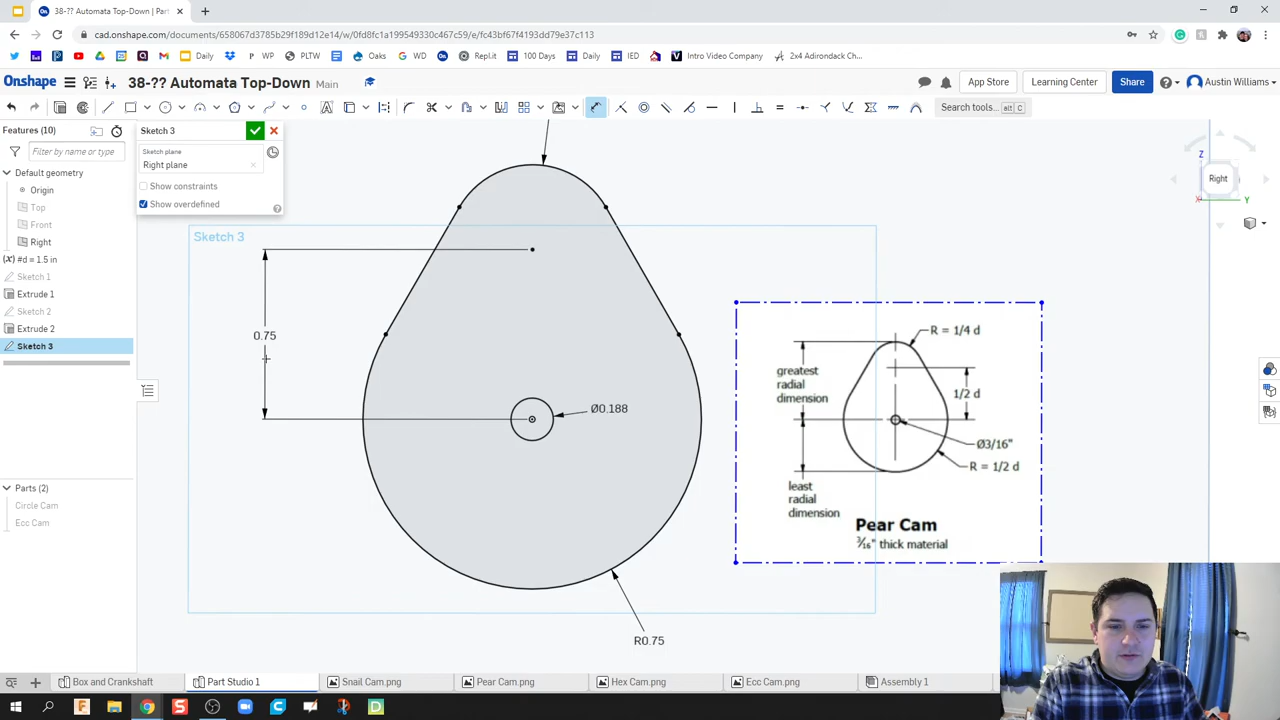 38-?? Automata Top-Down | Part
cad.onshape.com/documents/658067d3785b29f189d12e14/w/0fd8fc1a199549330c467c59/e/fc43bf67f4193dd79e373113
Daily
WP
PLTW
Oaks
GWD
Replit
100 Days
Daily
IED
Intro Video Company
2x4 Adirondack Ch...
Onshape
38-?? Automata Top-Down Main
App Store
Learning Center
Share
Austin Williams
Search tools...
alt C
Features (10)
Filter by name or type
Default geometry
Origin
Top
Front
Right
(x) #d = 1.5 in
Sketch 1
Extrude 1
Sketch 2
Extrude 2
Sketch 3
Parts (2)
Circle Cam
Ecc Cam
Sketch 3
Sketch plane
Right plane
Show constraints
Show overdefined
Sketch 3
0.75
Ø0.188
R0.75
R = 1/4 d
greatest
radial
dimension
1/2 d
Ø3/16"
R = 1/2 d
least
radial
dimension
Pear Cam
3/16" thick material
Z
Right
X
Y
Box and Crankshaft
Part Studio 1
Snail Cam.png
Pear Cam.png
Hex Cam.png
Ecc Cam.png
Assembly 1